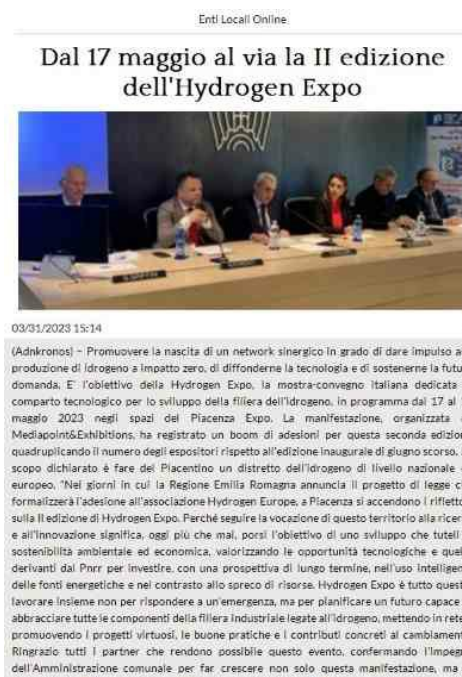 Enti Locali Online
Dal 17 maggio al via la II edizione
dell'Hydrogen Expo
03/31/2023 15:14
(Adnkronos) – Promuovere la nascita di un network sinergico in grado di dare impulso a
produzione di idrogeno a impatto zero, di diffonderne la tecnologia e di sostenerne la futu
domanda. E' l'obiettivo della Hydrogen Expo, la mostra-convegno italiana dedicata
comparto tecnologico per lo sviluppo della filiera dell'idrogeno, in programma dal 17 al
maggio 2023 negli spazi del Piacenza Expo. La manifestazione, organizzata
Mediapoint&Exhibitions, ha registrato un boom di adesioni per questa seconda edizion
quadruplicando il numero degli espositori rispetto all'edizione inaugurale di giugno scorso.
scopo dichiarato è fare del Piacentino un distretto dell'idrogeno di livello nazionale
europeo. "Nei giorni in cui la Regione Emilia Romagna annuncia il progetto di legge c
formalizzerà l'adesione all'associazione Hydrogen Europe, a Piacenza si accendono i riflett
sulla II edizione di Hydrogen Expo. Perché seguire la vocazione di questo territorio alla ricer
e all'innovazione significa, oggi più che mai, porsi l'obiettivo di uno sviluppo che tuteli
sostenibilità ambientale ed economica, valorizzando le opportunità tecnologiche e quel
derivanti dal Pnrr per investire, con una prospettiva di lungo termine, nell'uso intelligen
delle fonti energetiche e nel contrasto allo spreco di risorse. Hydrogen Expo è tutto quest
lavorare insieme non per rispondere a un'emergenza, ma per pianificare un futuro capace
abbracciare tutte le componenti della filiera industriale legate all'idrogeno, mettendo in rete
promuovendo i progetti virtuosi, le buone pratiche e i contributi concreti al cambiament
Ringrazio tutti i partner che rendono possibile questo evento, confermando l'impegn
dell'Amministrazione comunale per far crescere non solo questa manifestazione, ma